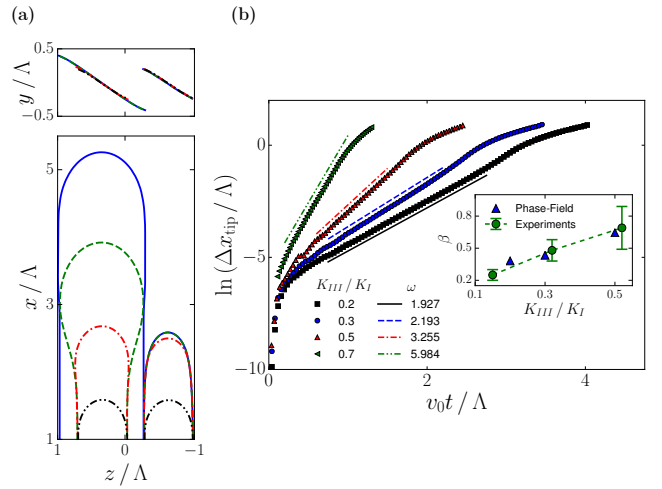 (a)
(b)
0.5
−0.5
y / Λ
5
3
1
x / Λ
1
0
−1
z / Λ
0
−5
−10
ln (Δx_tip / Λ)
0
2
4
v_0 t / Λ
K_III / K_I ω
0.2 1.927
0.3 2.193
0.5 3.255
0.7 5.984
Phase-Field
Experiments
0.8
0.5
0.2
β
0.1
0.3
0.5
K_III / K_I